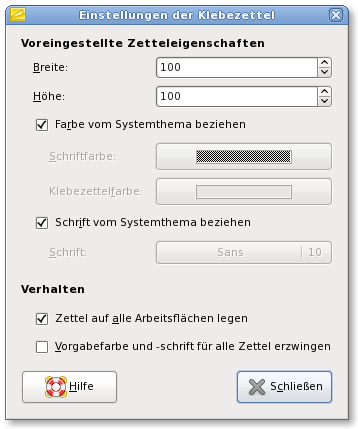 Einstellungen der Klebezettel
Voreingestellte Zetteleigenschaften
Breite: 100
Höhe: 100
Farbe vom Systemthema beziehen
Schriftfarbe:
Klebezettelfarbe:
Schrift vom Systemthema beziehen
Schrift: Sans 10
Verhalten
Zettel auf alle Arbeitsflächen legen
Vorgabefarbe und -schrift für alle Zettel erzwingen
Hilfe Schließen